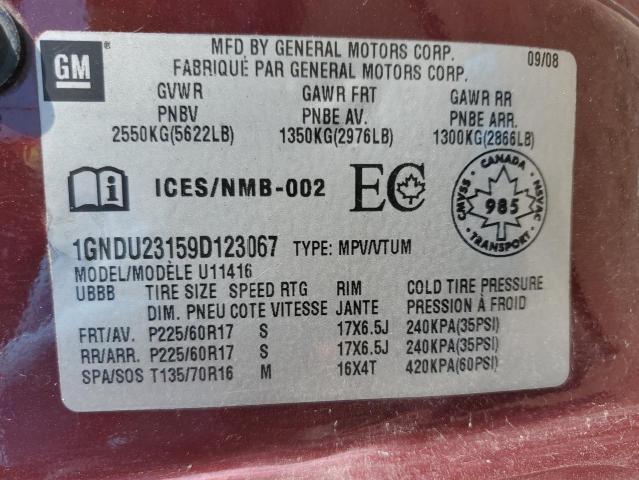 GM
MFD BY GENERAL MOTORS CORP.
FABRIQUÉ PAR GENERAL MOTORS CORP.
09/08
GVWR GAWR FRT GAWR RR
PNBV PNBE AV. PNBE ARR.
2550KG(5622LB) 1350KG(2976LB) 1300KG(2866LB)
i ICES/NMB-002 EC
CANADA
CMVSS 985 NSVAC
TRANSPORT
1GNDU23159D123067 TYPE: MPV/VTUM
MODEL/MODÈLE U11416
UBBB TIRE SIZE SPEED RTG RIM COLD TIRE PRESSURE
DIM. PNEU COTE VITESSE JANTE PRESSION À FROID
FRT/AV. P225/60R17 S 17X6.5J 240KPA(35PSI)
RR/ARR. P225/60R17 S 17X6.5J 240KPA(35PSI)
SPA/SOS T135/70R16 M 16X4T 420KPA(60PSI)